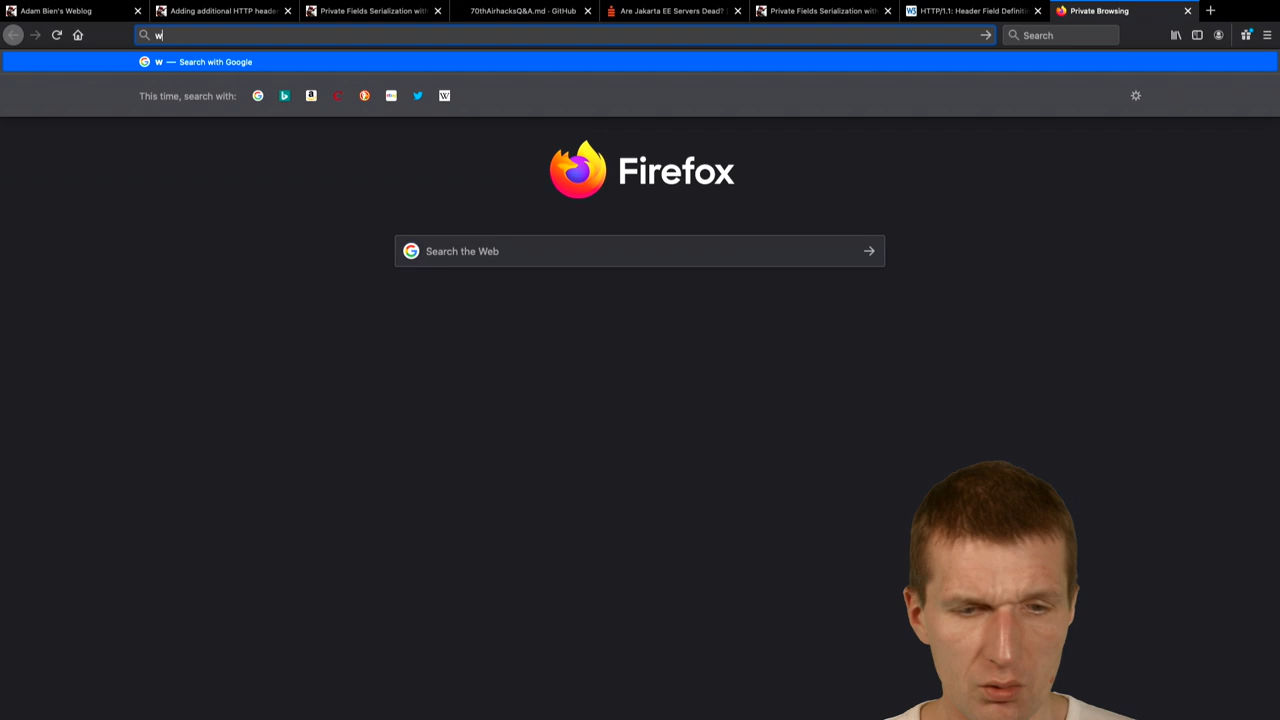 Adam Bien's Weblog
Adding additional HTTP heade
Private Fields Serialization with
70thAirhacksQ&A.md · GitHub
Are Jakarta EE Servers Dead?
Private Fields Serialization with
HTTP/1.1: Header Field Definiti
Private Browsing
w
Search
w — Search with Google
This time, search with:
Firefox
Search the Web